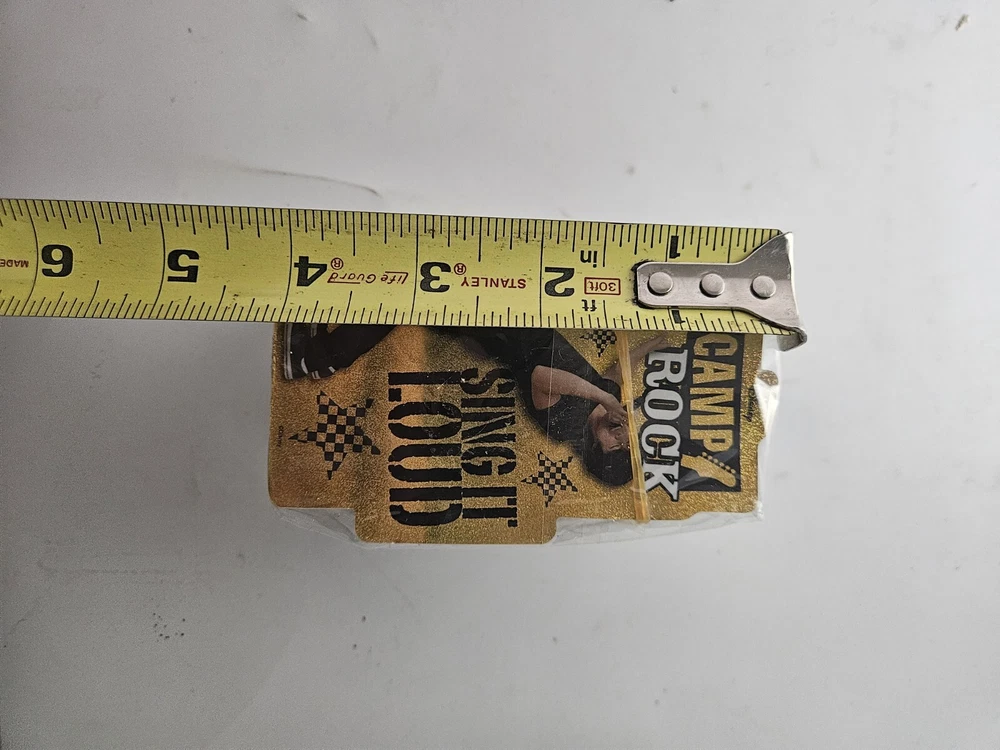 1
2
3
4
5
6
in
ft
30ft
STANLEY®
Life Guard®
MADE
CAMP
ROCK
SING IT
LOUD